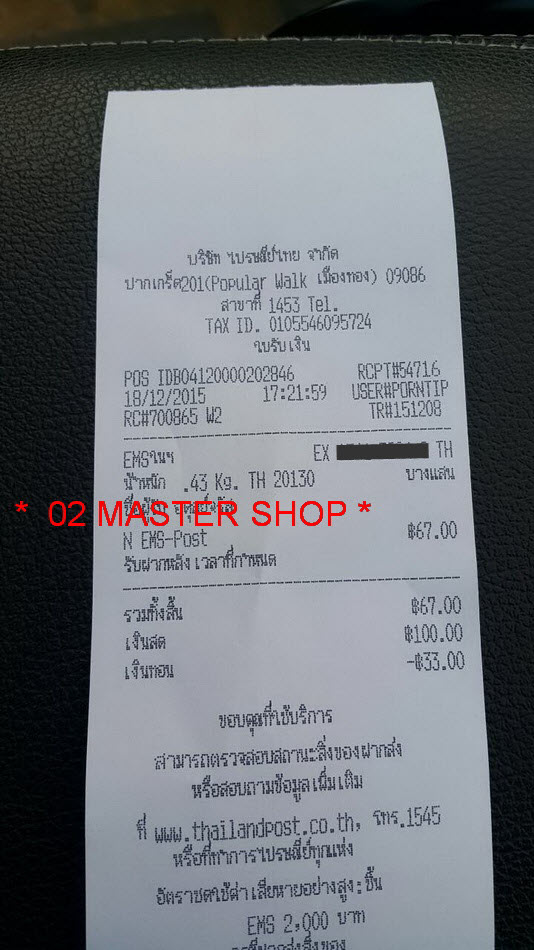 บริษัท ไปรษณีย์ไทย จำกัด
ปากเกร็ด201(Popular Walk เมืองทอง) 09086
สาขาที่ 1453 Tel.
TAX ID. 0105546095724
ใบรับเงิน
POS IDB04120000202846 RCPT#54716
18/12/2015 17:21:59 USER#PORNTIP
RC#700865 W2 TR#151208
EMSในฯ EX TH
น้ำหนัก .43 Kg. TH 20130 บางแสน
ชื่อผู้รับ
* 02 MASTER SHOP *
N EMS-Post ฿67.00
รับฝากหลัง เวลาที่กำหนด
รวมทั้งสิ้น ฿67.00
เงินสด ฿100.00
เงินทอน -฿33.00
ขอบคุณที่ใช้บริการ
สามารถตรวจสอบสถานะสิ่งของฝากส่ง
หรือสอบถามข้อมูลเพิ่มเติม
ที่ www.thailandpost.co.th, โทร.1545
หรือที่ทำการไปรษณีย์ทุกแห่ง
อัตราชดใช้ค่าเสียหายอย่างสูง:ชิ้น
EMS 2,000 บาท